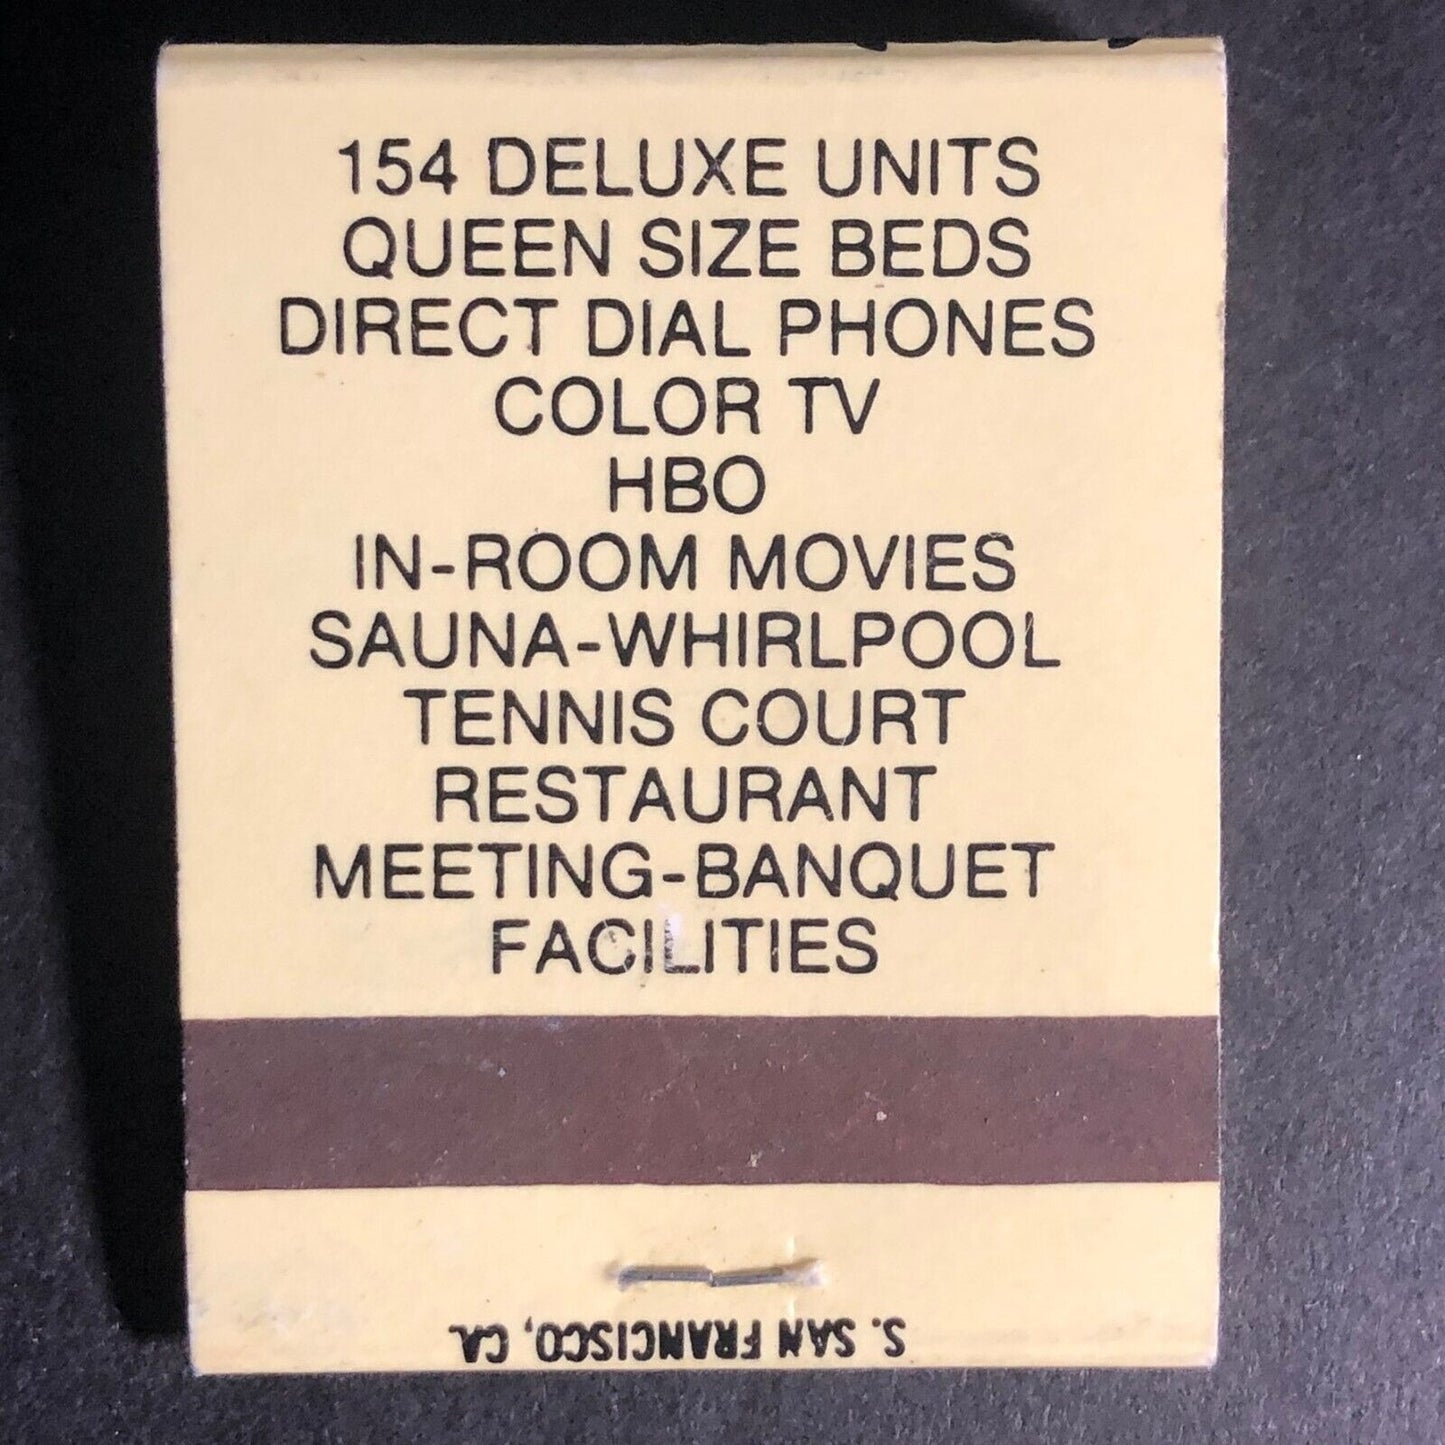 154 DELUXE UNITS
QUEEN SIZE BEDS
DIRECT DIAL PHONES
COLOR TV
HBO
IN-ROOM MOVIES
SAUNA-WHIRLPOOL
TENNIS COURT
RESTAURANT
MEETING-BANQUET
FACILITIES
S. SAN FRANCISCO, CA